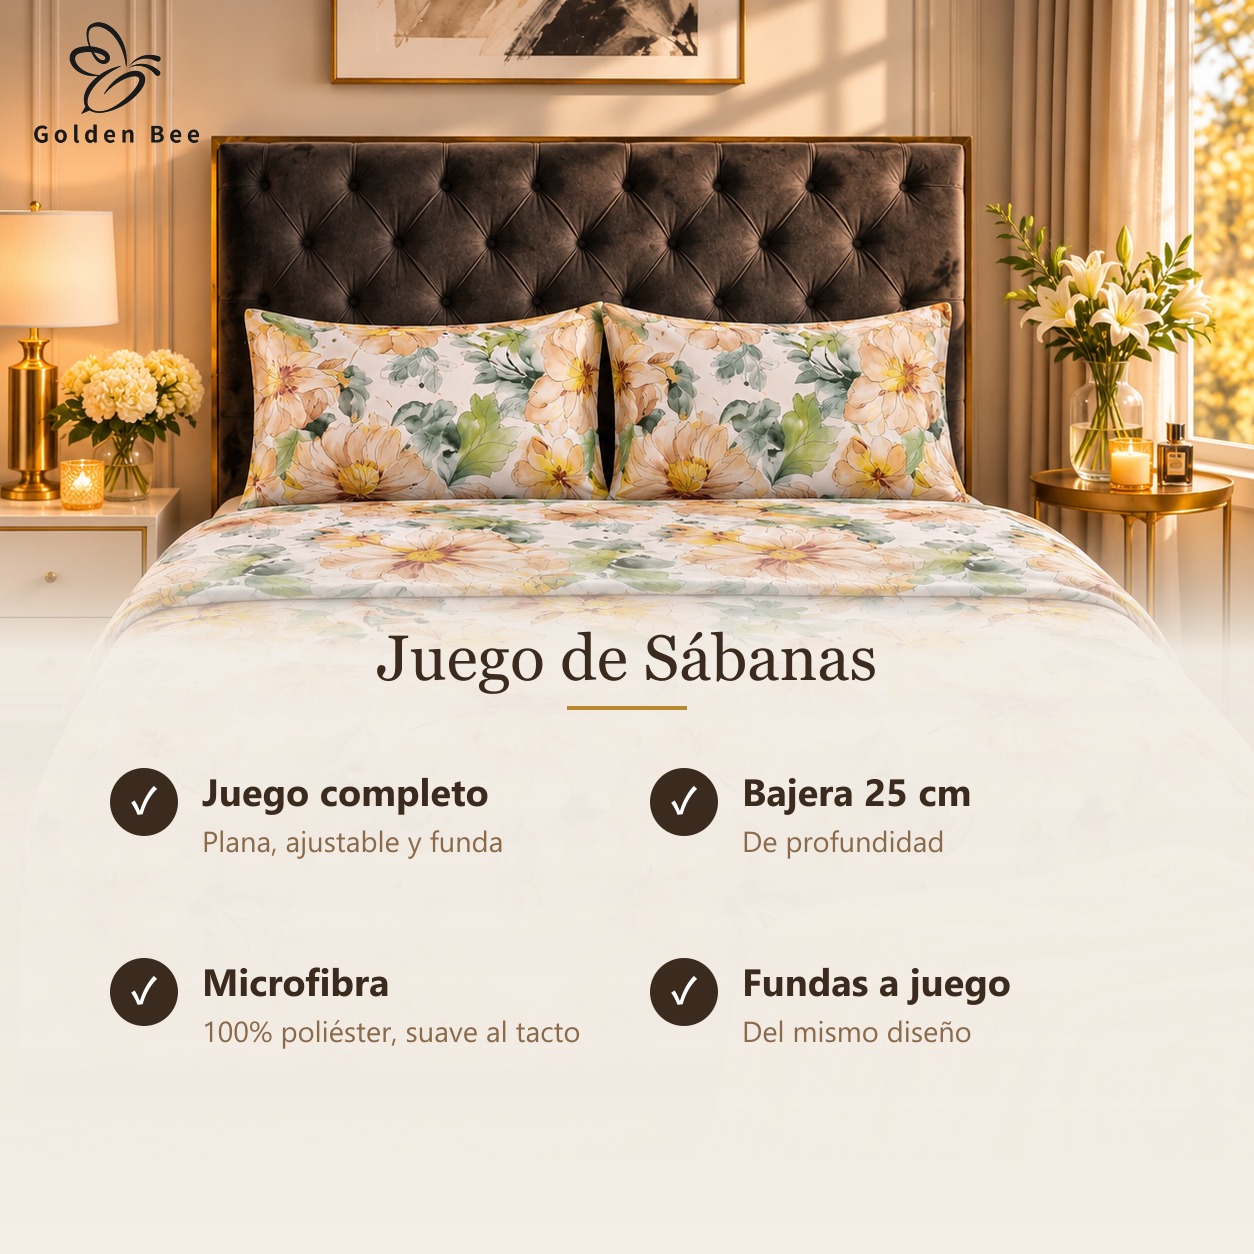 Golden Bee
Juego de Sábanas
Juego completo
Plana, ajustable y funda
Bajera 25 cm
De profundidad
Microfibra
100% poliéster, suave al tacto
Fundas a juego
Del mismo diseño